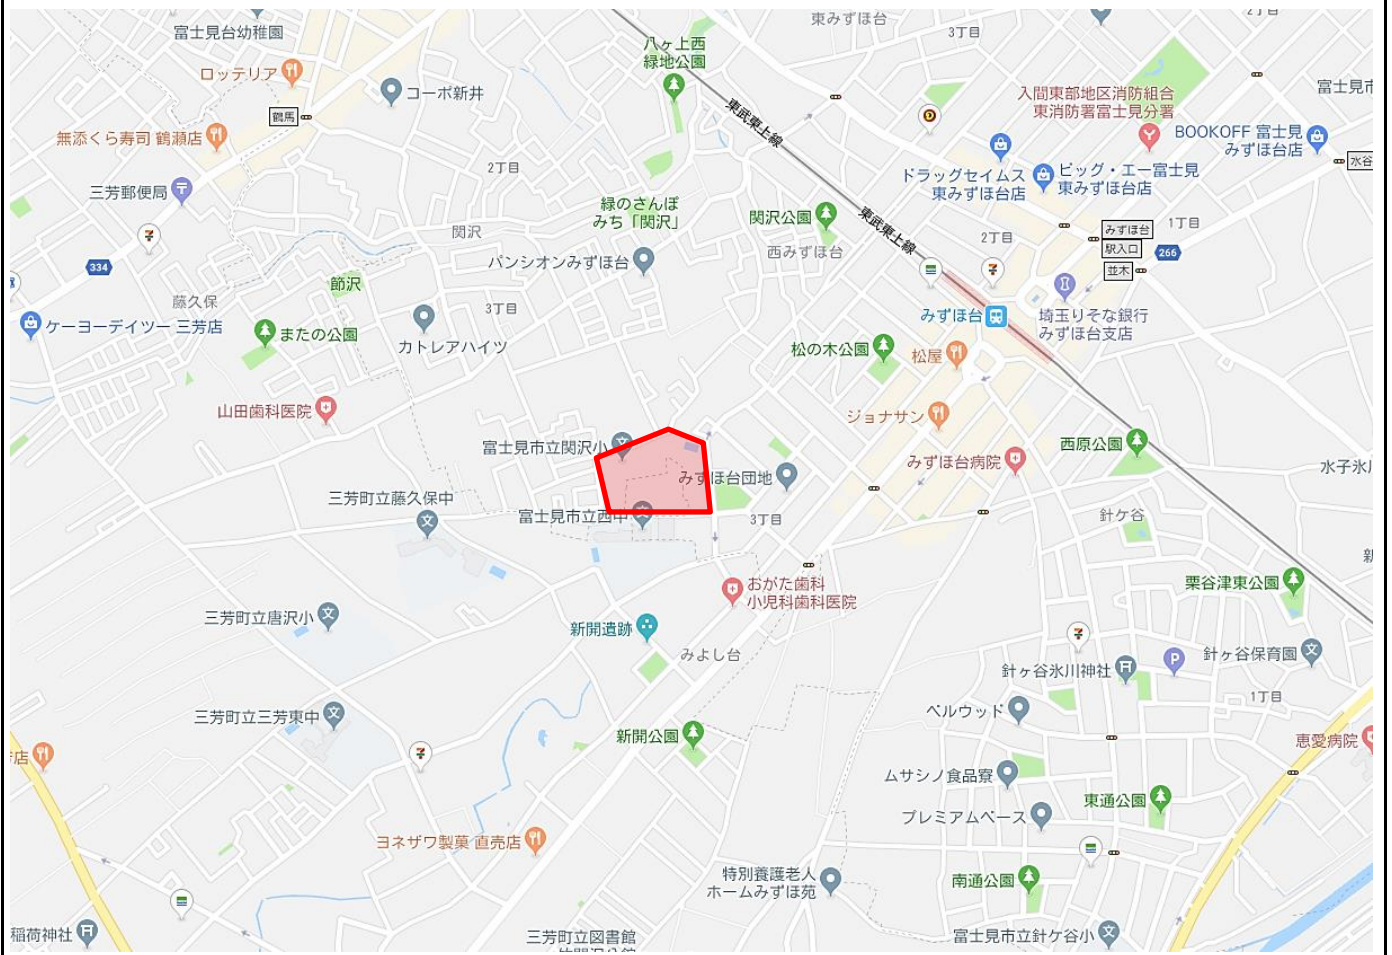 東みずほ台
2丁目
3丁目
富士見台幼稚園
八ヶ上西
緑地公園
ロッテリア
コーポ新井
入間東部地区消防組合
東消防署富士見分署
富士見市
鶴馬
東武東上線
無添くら寿司 鶴瀬店
BOOKOFF 富士見
みずほ台店
水谷
2丁目
ドラッグセイムス
東みずほ台店
ビッグ・エー富士見
東みずほ台店
三芳郵便局
緑のさんぽ
みち「関沢」
関沢公園
東武東上線
1丁目
関沢
2丁目
みずほ台
駅入口
西みずほ台
266
並木
パンシオンみずほ台
334
節沢
藤久保
3丁目
みずほ台
埼玉りそな銀行
みずほ台支店
ケーヨーデイツー 三芳店
またの公園
カトレアハイツ
松の木公園
松屋
山田歯科医院
ジョナサン
富士見市立関沢小
西原公園
みずほ台病院
水子氷川
みずほ台団地
三芳町立藤久保中
富士見市立西中
3丁目
針ケ谷
新
おがた歯科
小児科歯科医院
栗谷津東公園
三芳町立唐沢小
新開遺跡
みよし台
針ヶ谷保育園
針ヶ谷氷川神社
P
1丁目
三芳町立三芳東中
ベルウッド
新開公園
恵愛病院
店
ムサシノ食品寮
東通公園
プレミアムベース
ヨネザワ製菓 直売店
特別養護老人
ホームみずほ苑
南通公園
稲荷神社
三芳町立図書館
富士見市立針ケ谷小